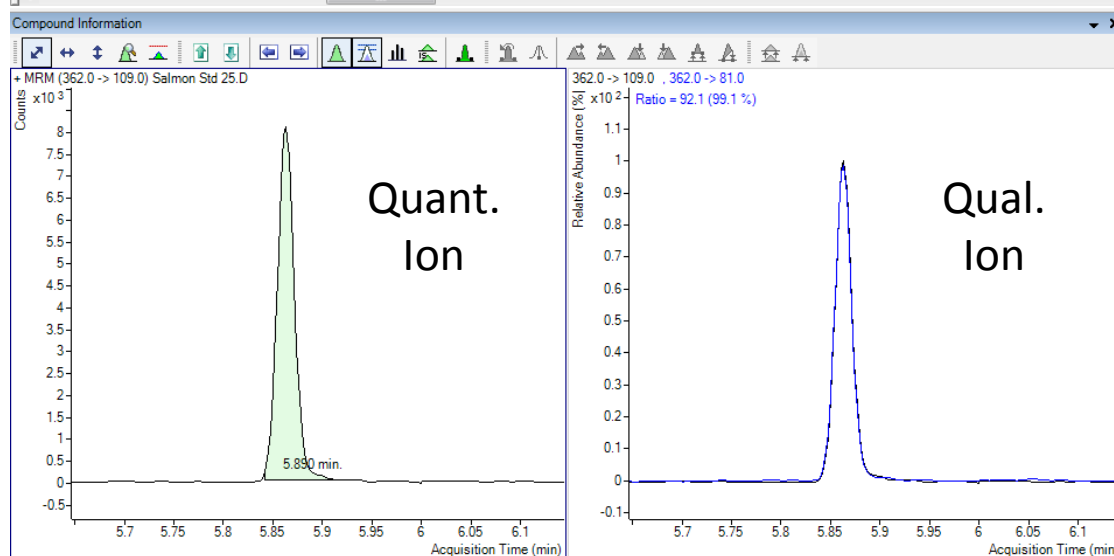 Compound Information
+ MRM (362.0 -> 109.0) Salmon Std 25.D
Counts
x10 3
8
7.5
7
6.5
6
5.5
5
4.5
4
3.5
3
2.5
2
1.5
1
0.5
0
-0.5
Quant.
Ion
5.890 min.
5.7 5.75 5.8 5.85 5.9 5.95 6 6.05 6.1
Acquisition Time (min)
362.0 -> 109.0 , 362.0 -> 81.0
Relative Abundance (%)
x10 2
Ratio = 92.1 (99.1 %)
1.1
1
0.9
0.8
0.7
0.6
0.5
0.4
0.3
0.2
0.1
0
-0.1
Qual.
Ion
5.7 5.75 5.8 5.85 5.9 5.95 6 6.05 6.1
Acquisition Time (min)